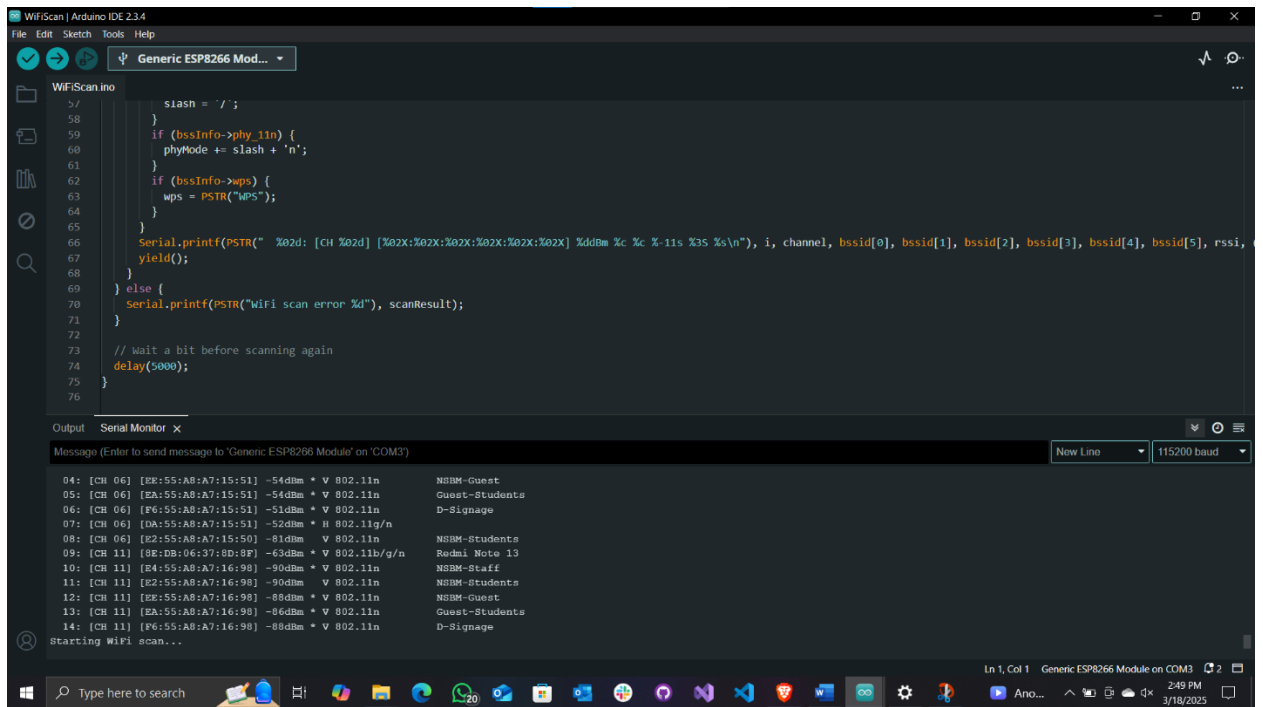 WiFiScan | Arduino IDE 2.3.4
File Edit Sketch Tools Help
Generic ESP8266 Mod...
WiFiScan.ino
57 slash = '/';
58 }
59 if (bssInfo->phy_11n) {
60 phyMode += slash + 'n';
61 }
62 if (bssInfo->wps) {
63 wps = PSTR("WPS");
64 }
65 }
66 Serial.printf(PSTR("  %02d: [CH %02d] [%02X:%02X:%02X:%02X:%02X:%02X] %ddBm %c %c %-11s %3S %s\n"), i, channel, bssid[0], bssid[1], bssid[2], bssid[3], bssid[4], bssid[5], rssi,
67 yield();
68 }
69 } else {
70 Serial.printf(PSTR("WiFi scan error %d"), scanResult);
71 }
72
73 // Wait a bit before scanning again
74 delay(5000);
75 }
76
Output Serial Monitor x
Message (Enter to send message to 'Generic ESP8266 Module' on 'COM3') New Line 115200 baud
04: [CH 06] [EE:55:A8:A7:15:51] -54dBm * V 802.11n NSBM-Guest
05: [CH 06] [EA:55:A8:A7:15:51] -54dBm * V 802.11n Guest-Students
06: [CH 06] [F6:55:A8:A7:15:51] -51dBm * V 802.11n D-Signage
07: [CH 06] [DA:55:A8:A7:15:51] -52dBm * H 802.11g/n
08: [CH 06] [E2:55:A8:A7:15:50] -81dBm V 802.11n NSBM-Students
09: [CH 11] [8E:DB:06:37:8D:8F] -63dBm * V 802.11b/g/n Redmi Note 13
10: [CH 11] [E4:55:A8:A7:16:98] -90dBm * V 802.11n NSBM-Staff
11: [CH 11] [E2:55:A8:A7:16:98] -90dBm V 802.11n NSBM-Students
12: [CH 11] [EE:55:A8:A7:16:98] -88dBm * V 802.11n NSBM-Guest
13: [CH 11] [EA:55:A8:A7:16:98] -86dBm * V 802.11n Guest-Students
14: [CH 11] [F6:55:A8:A7:16:98] -88dBm * V 802.11n D-Signage
Starting WiFi scan...
Ln 1, Col 1 Generic ESP8266 Module on COM3 2
Type here to search 20 Ano... 2:49 PM
3/18/2025